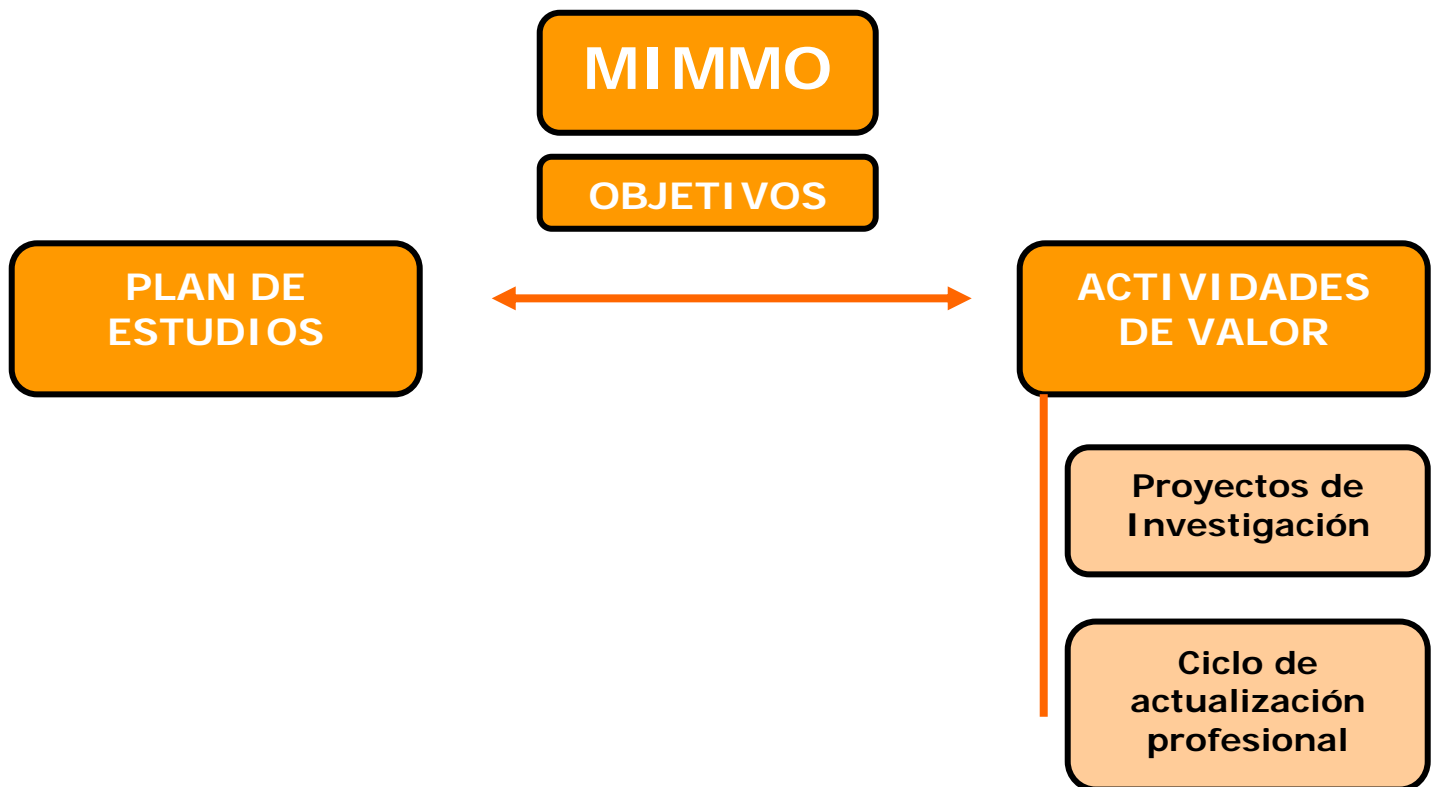 MIMMO
OBJETIVOS
PLAN DE
ESTUDIOS
ACTIVIDADES
DE VALOR
Proyectos de
Investigación
Ciclo de
actualización
profesional